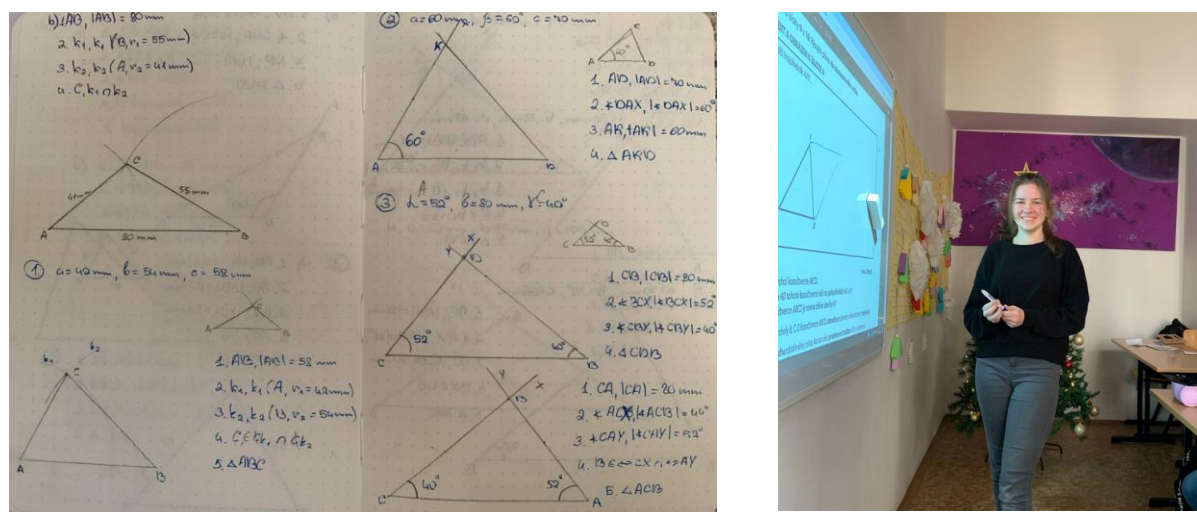 b) 1. AB, |AB| = 80 mm
2. k₁, k₁ (B, r₁ = 55 mm)
3. k₂, k₂ (A, r₂ = 41 mm)
4. C, k₁ ∩ k₂
C
41 mm
55 mm
A
80 mm
B
① a = 42 mm, b = 54 mm, c = 58 mm
A
B
k₁
k₂
C
A
B
1. AB, |AB| = 58 mm
2. k₁, k₁ (A, r₁ = 42 mm)
3. k₂, k₂ (B, r₂ = 54 mm)
5. △ABC
② a = 60 mm, β = 60°, c = 70 mm
K
60°
A
D
60°
A
1. AD, |AD| = 70 mm
2. ∢DAX, |∢DAX| = 60°
3. AK, |AK| = 60 mm
4. △AKD
③ α = 52°, b = 80 mm, γ = 40°
A
C
52°
40°
X
Y
B
52°
40°
C
B
1. CB, |CB| = 80 mm
2. ∢BCX, |∢BCX| = 52°
3. ∢CBY, |∢CBY| = 40°
Y
X
B
40°
52°
C
A
1. CA, |CA| = 80 mm
2. ∢ACX, |∢ACB| = 40°
3. ∢CAY, |∢CAY| = 52°
5. △ACB